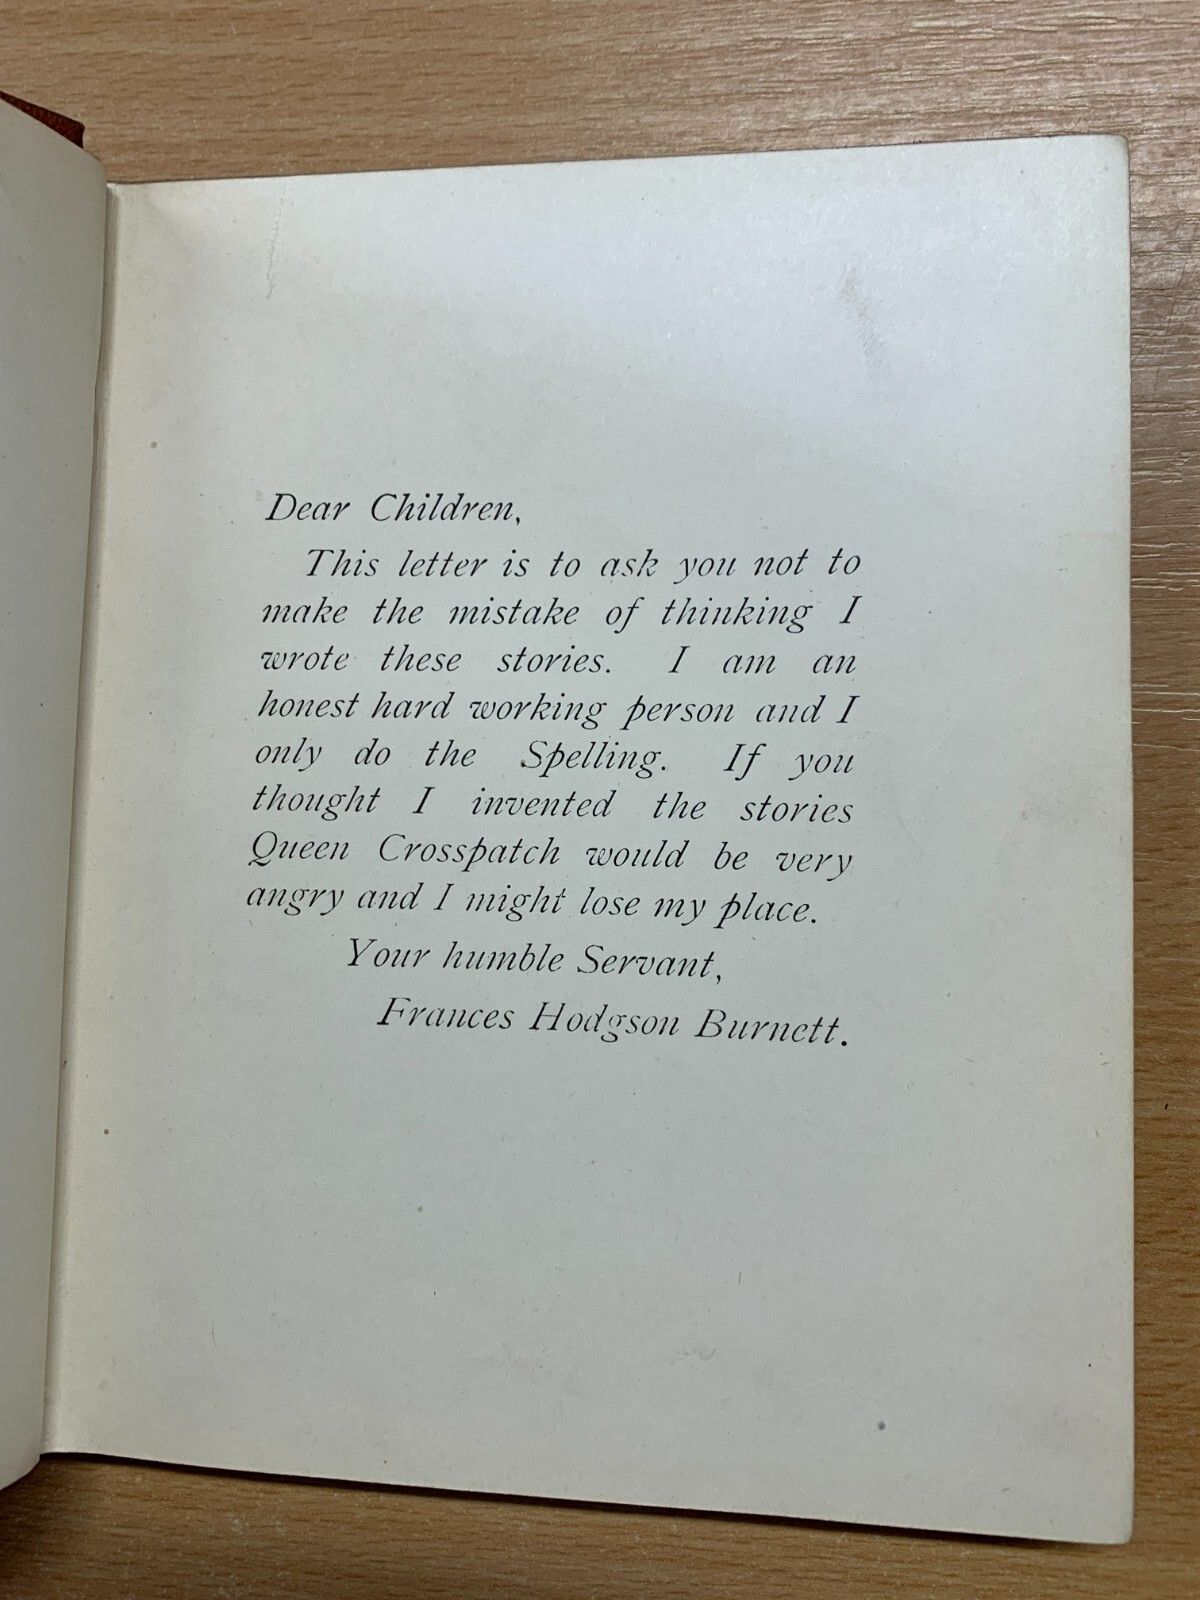 Dear Children,
This letter is to ask you not to
make the mistake of thinking I
wrote these stories. I am an
honest hard working person and I
only do the Spelling. If you
thought I invented the stories
Queen Crosspatch would be very
angry and I might lose my place.
Your humble Servant,
Frances Hodgson Burnett.